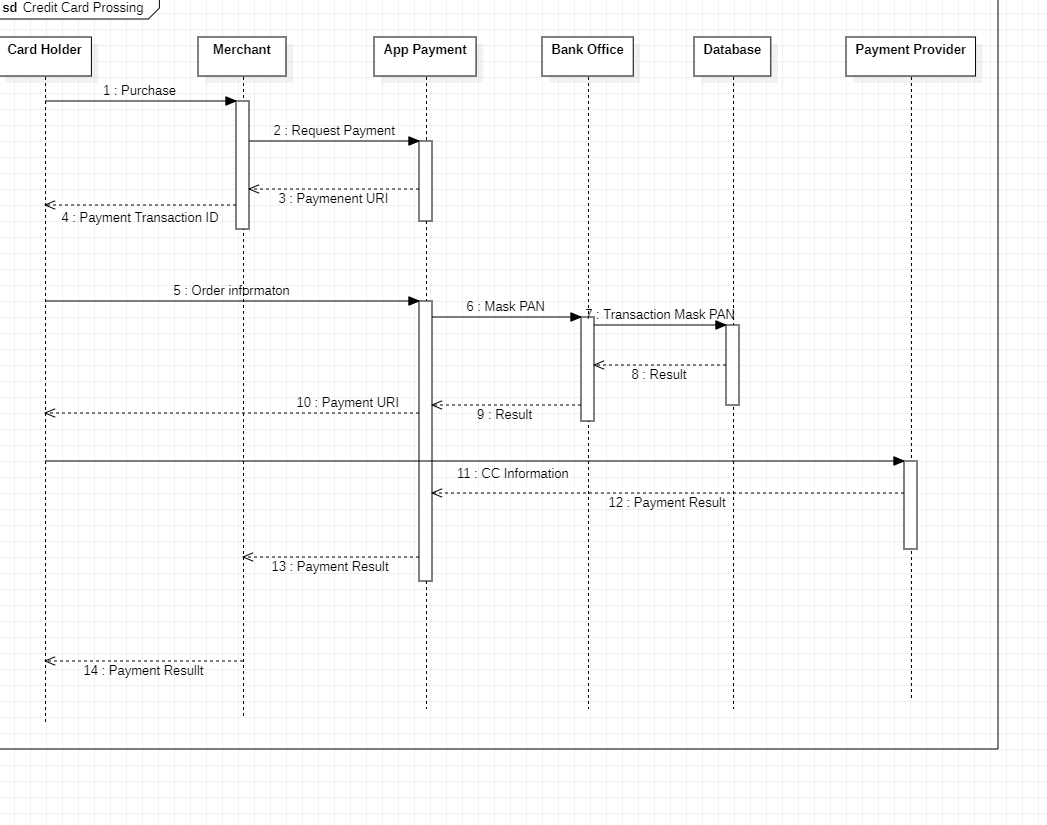 sd Credit Card Prossing
Card Holder
Merchant
App Payment
Bank Office
Database
Payment Provider
1 : Purchase
2 : Request Payment
3 : Paymenent URI
4 : Payment Transaction ID
5 : Order informaton
6 : Mask PAN
7 : Transaction Mask PAN
8 : Result
10 : Payment URI
9 : Result
11 : CC Information
12 : Payment Result
13 : Payment Result
14 : Payment Resullt